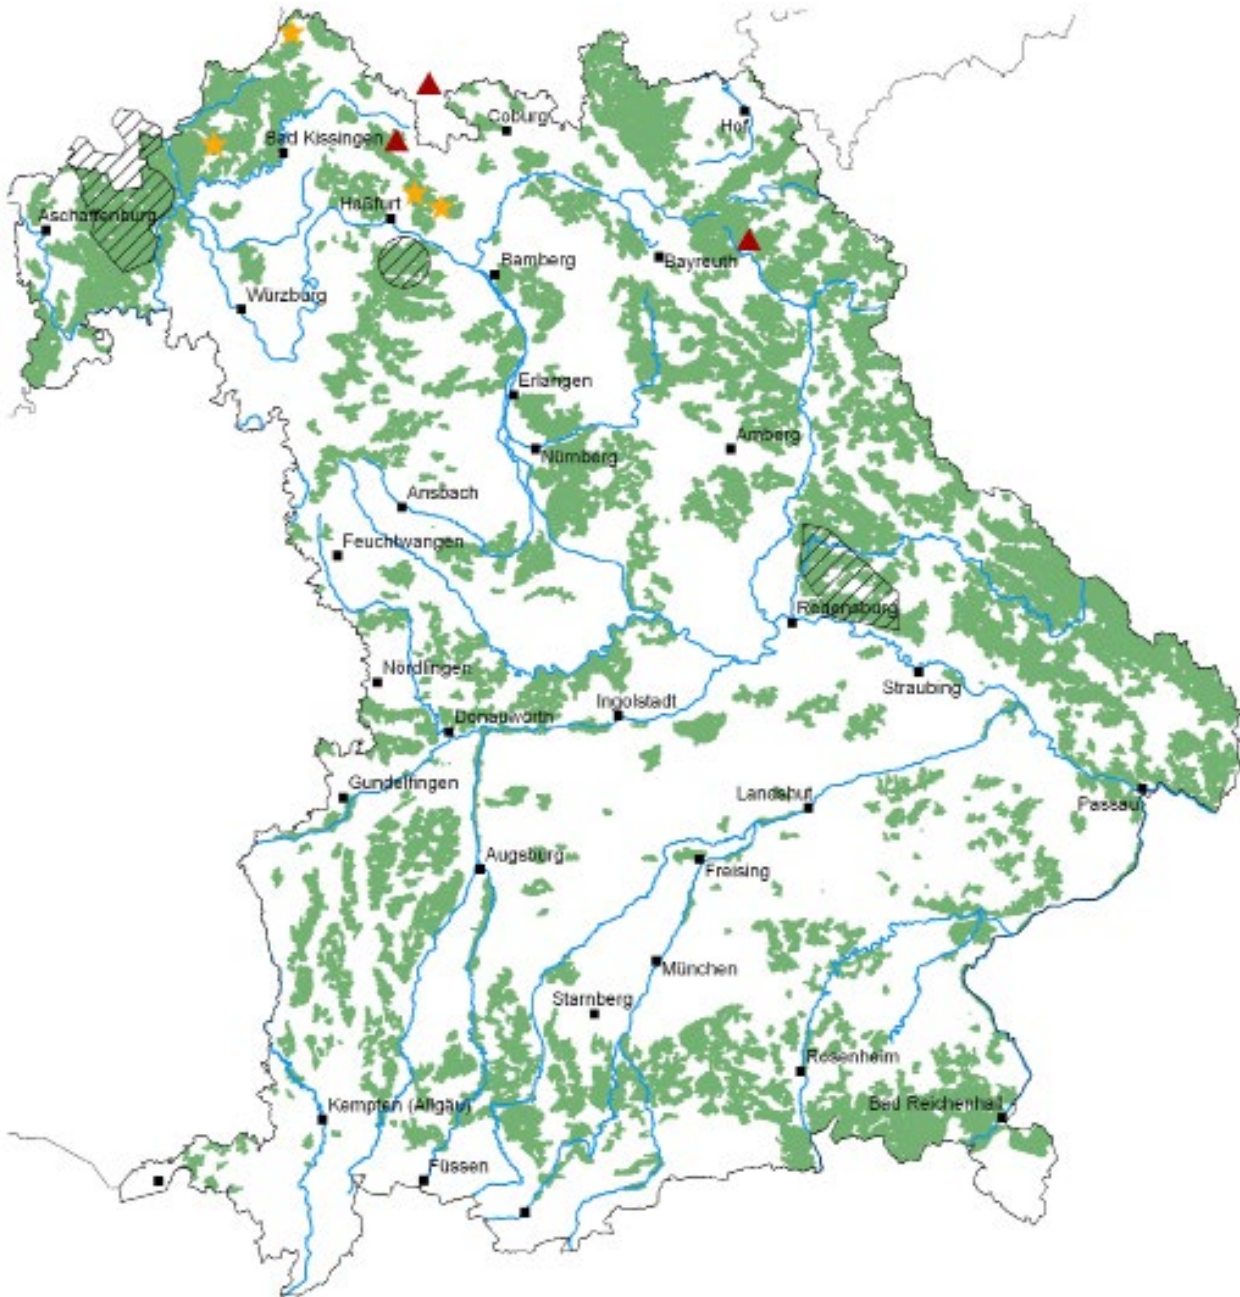 Coburg
Hof
Bad Kissingen
Haßfurt
Aschaffenburg
Bamberg
Bayreuth
Würzburg
Erlangen
Amberg
Nürnberg
Ansbach
Feuchtwangen
Regensburg
Nördlingen
Straubing
Ingolstadt
Donauwörth
Gundelfingen
Landshut
Passau
Augsburg
Freising
München
Starnberg
Rosenheim
Kempten (Allgäu)
Bad Reichenhall
Füssen